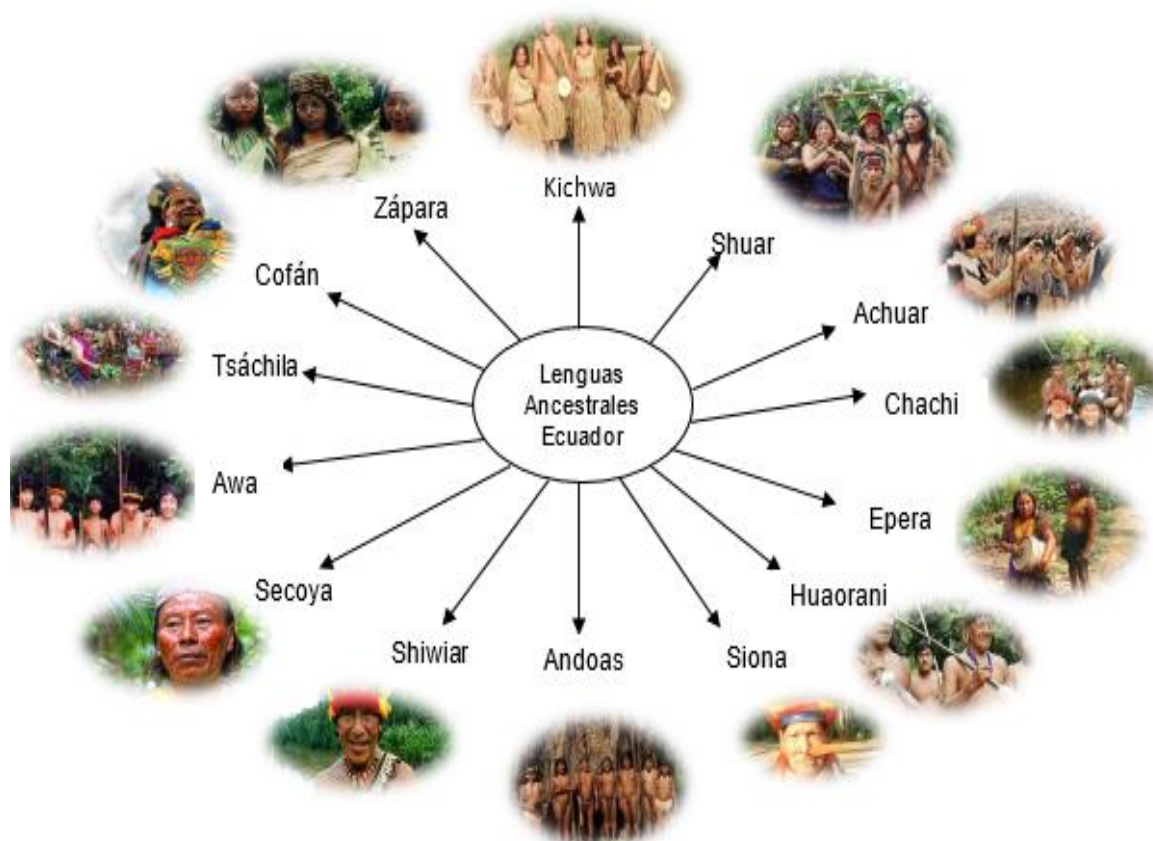 Kichwa
Zápara
Shuar
Cofán
Achuar
Tsáchila
Lenguas
Ancestrales
Ecuador
Chachi
Awa
Epera
Secoya
Huaorani
Shiwiar
Andoas
Siona